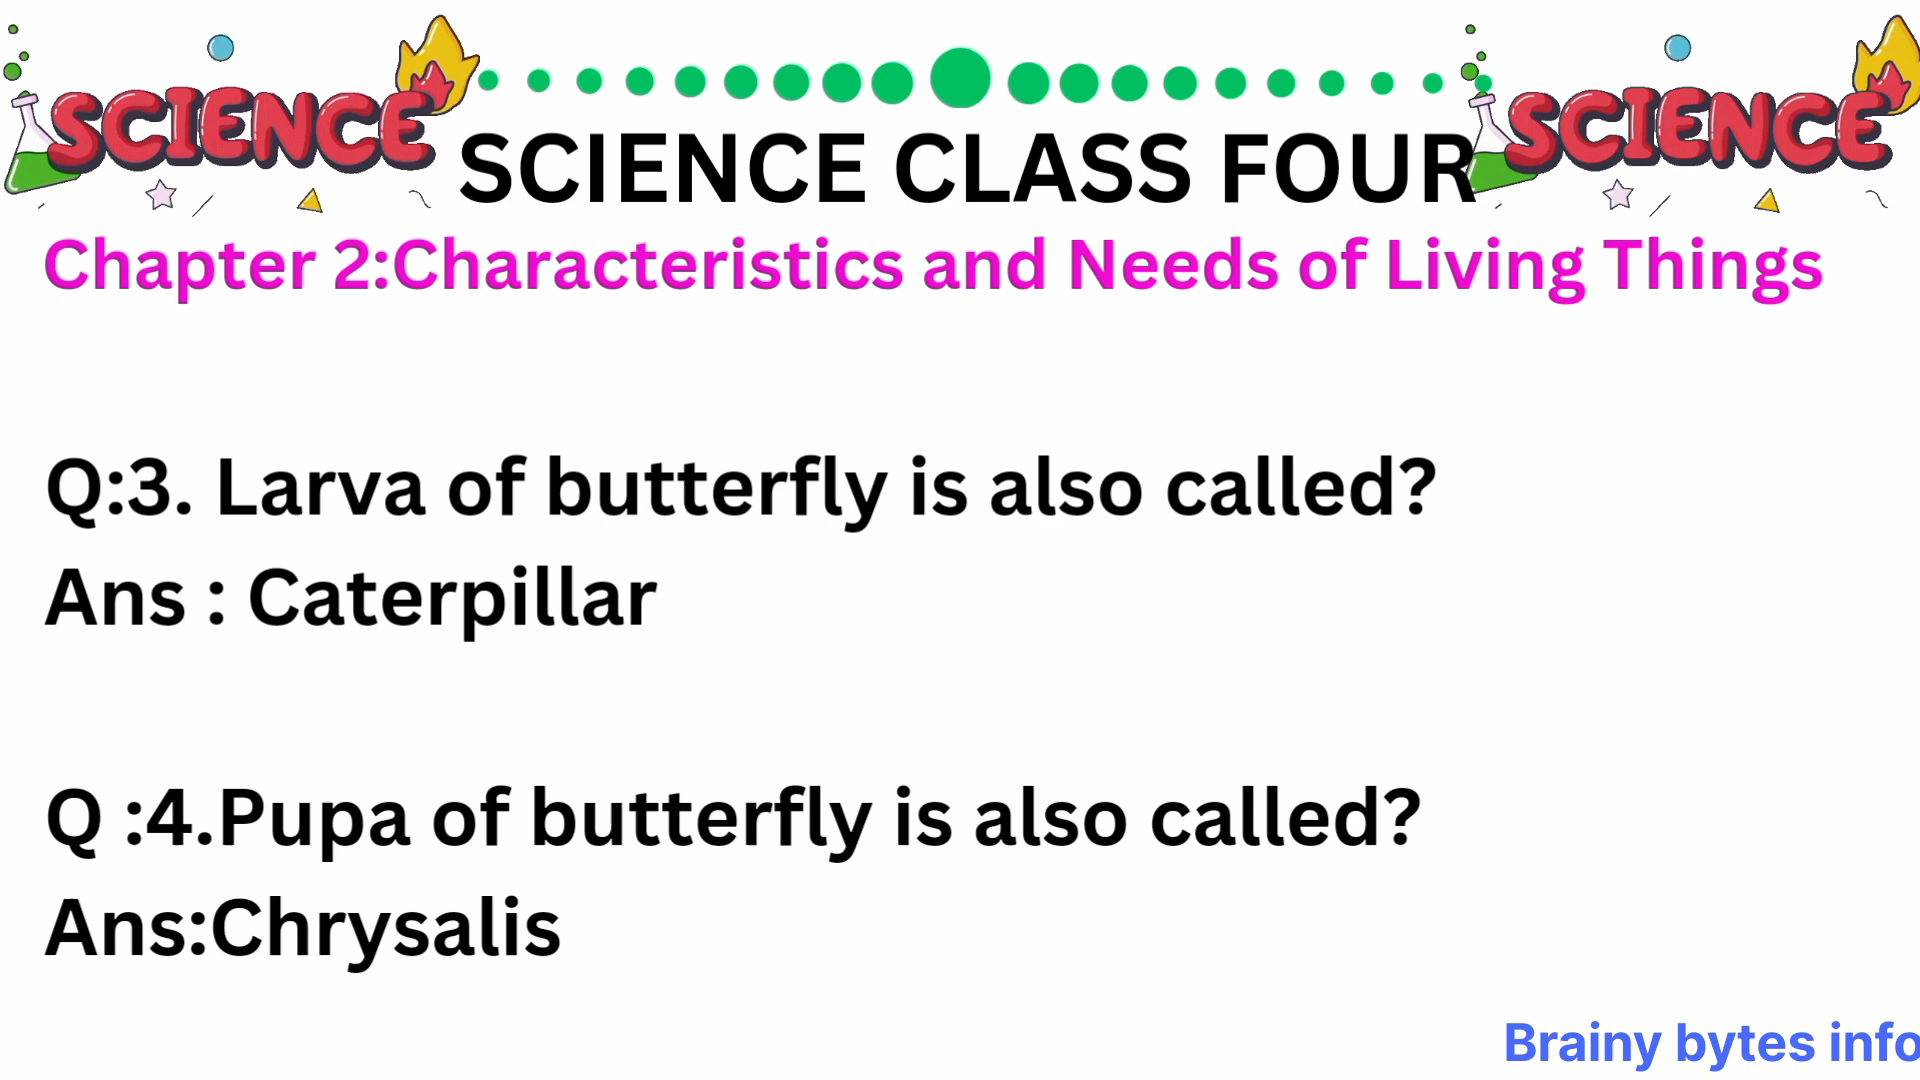 SCIENCE SCIENCE
SCIENCE CLASS FOUR
Chapter 2:Characteristics and Needs of Living Things
Q:3. Larva of butterfly is also called?
Ans : Caterpillar
Q :4.Pupa of butterfly is also called?
Ans:Chrysalis
Brainy bytes info